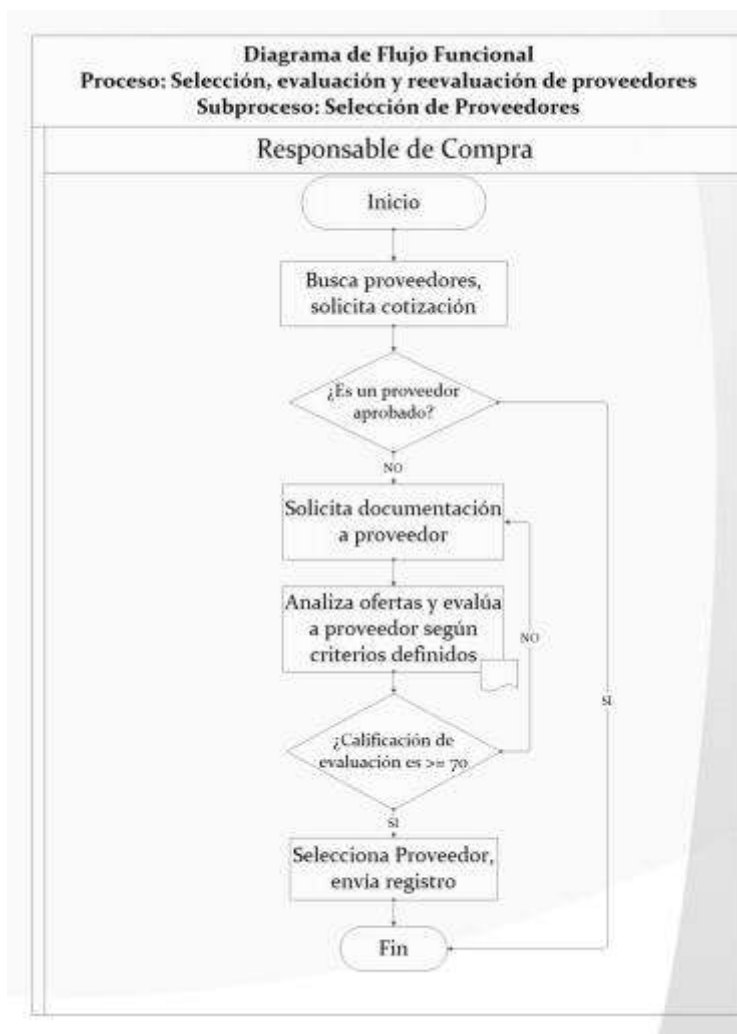 Diagrama de Flujo Funcional
Proceso: Selección, evaluación y reevaluación de proveedores
Subproceso: Selección de Proveedores
Responsable de Compra
Inicio
Busca proveedores,
solicita cotización
¿Es un proveedor
aprobado?
NO
Solicita documentación
a proveedor
Analiza ofertas y evalúa
a proveedor según
criterios definidos
NO
SI
¿Calificación de
evaluación es >= 70
SI
Selecciona Proveedor,
envía registro
Fin